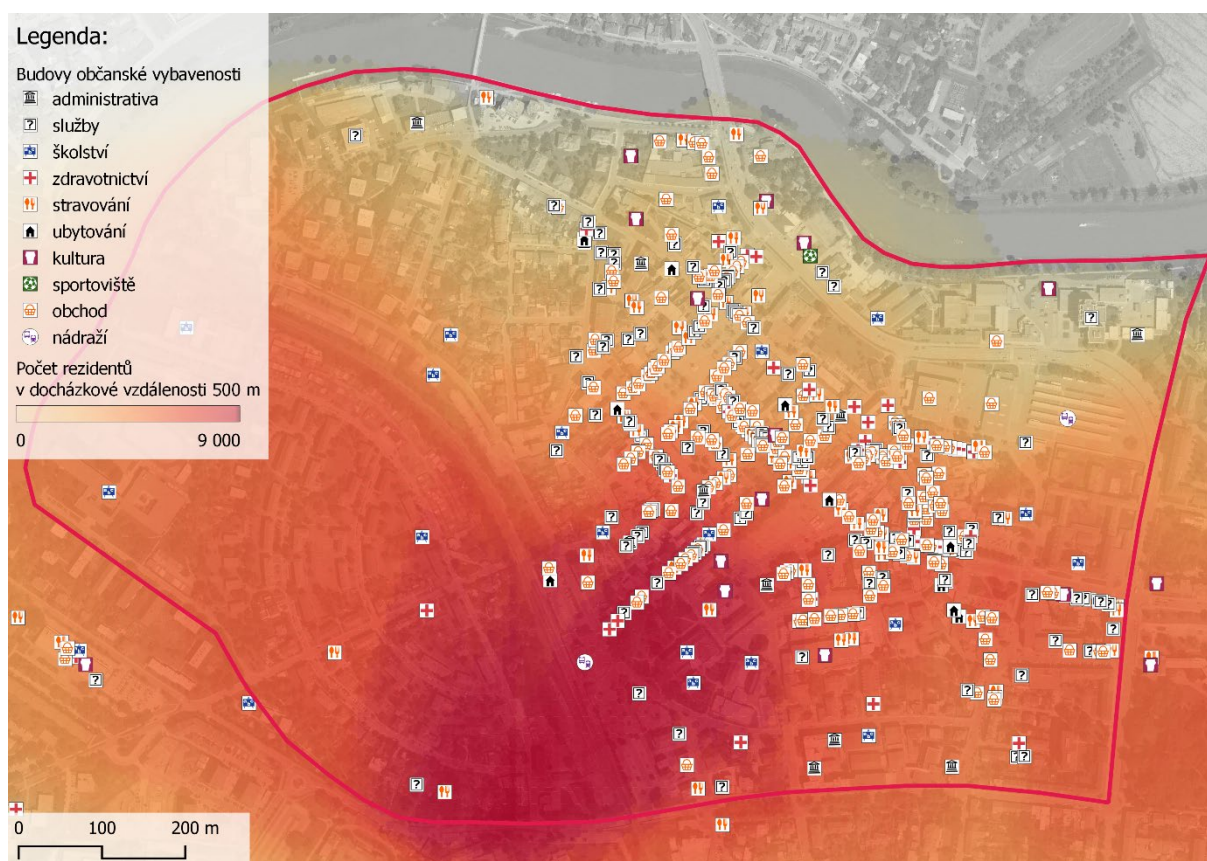 Legenda:
Budovy občanské vybavenosti
administrativa
služby
školství
zdravotnictví
stravování
ubytování
kultura
sportoviště
obchod
nádraží
Počet rezidentů
v docházkové vzdálenosti 500 m
0 9 000
0 100 200 m